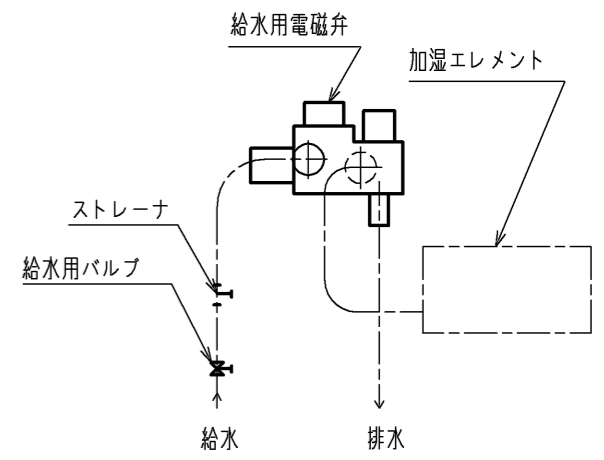 給水用電磁弁
加湿エレメント
ストレーナ
給水用バルブ
給水
排水